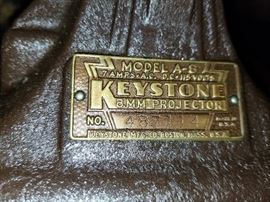 MODEL A-8
7 AMPS. A.C. D.C. 115 VOLTS
KEYSTONE
8 MM PROJECTOR
NO.
KEYSTONE MFG. CO. BOSTON, MASS. U.S.A.